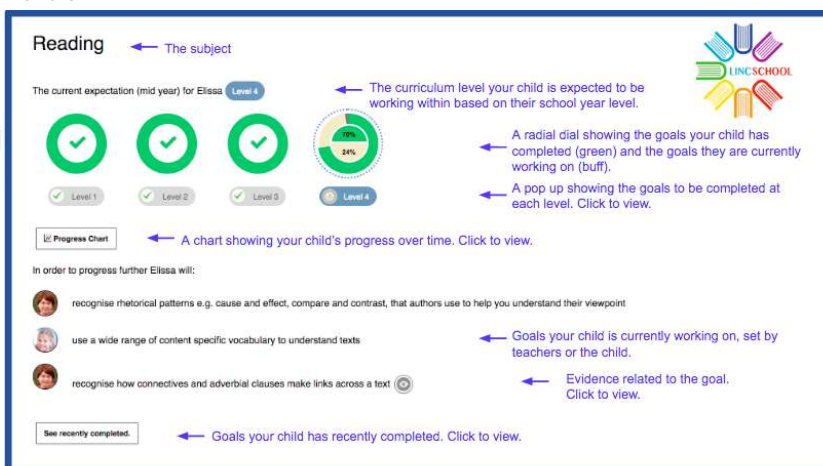 Reading
The subject
LINCSCHOOL
The current expectation (mid year) for Elissa Level 4
The curriculum level your child is expected to be
working within based on their school year level.
70%
24%
A radial dial showing the goals your child has
completed (green) and the goals they are currently
working on (buff).
Level 1
Level 2
Level 3
Level 4
A pop up showing the goals to be completed at
each level. Click to view.
Progress Chart
A chart showing your child's progress over time. Click to view.
In order to progress further Elissa will:
recognise rhetorical patterns e.g. cause and effect, compare and contrast, that authors use to help you understand their viewpoint
use a wide range of content specific vocabulary to understand texts
Goals your child is currently working on, set by
teachers or the child.
recognise how connectives and adverbial clauses make links across a text
Evidence related to the goal.
Click to view.
See recently completed.
Goals your child has recently completed. Click to view.